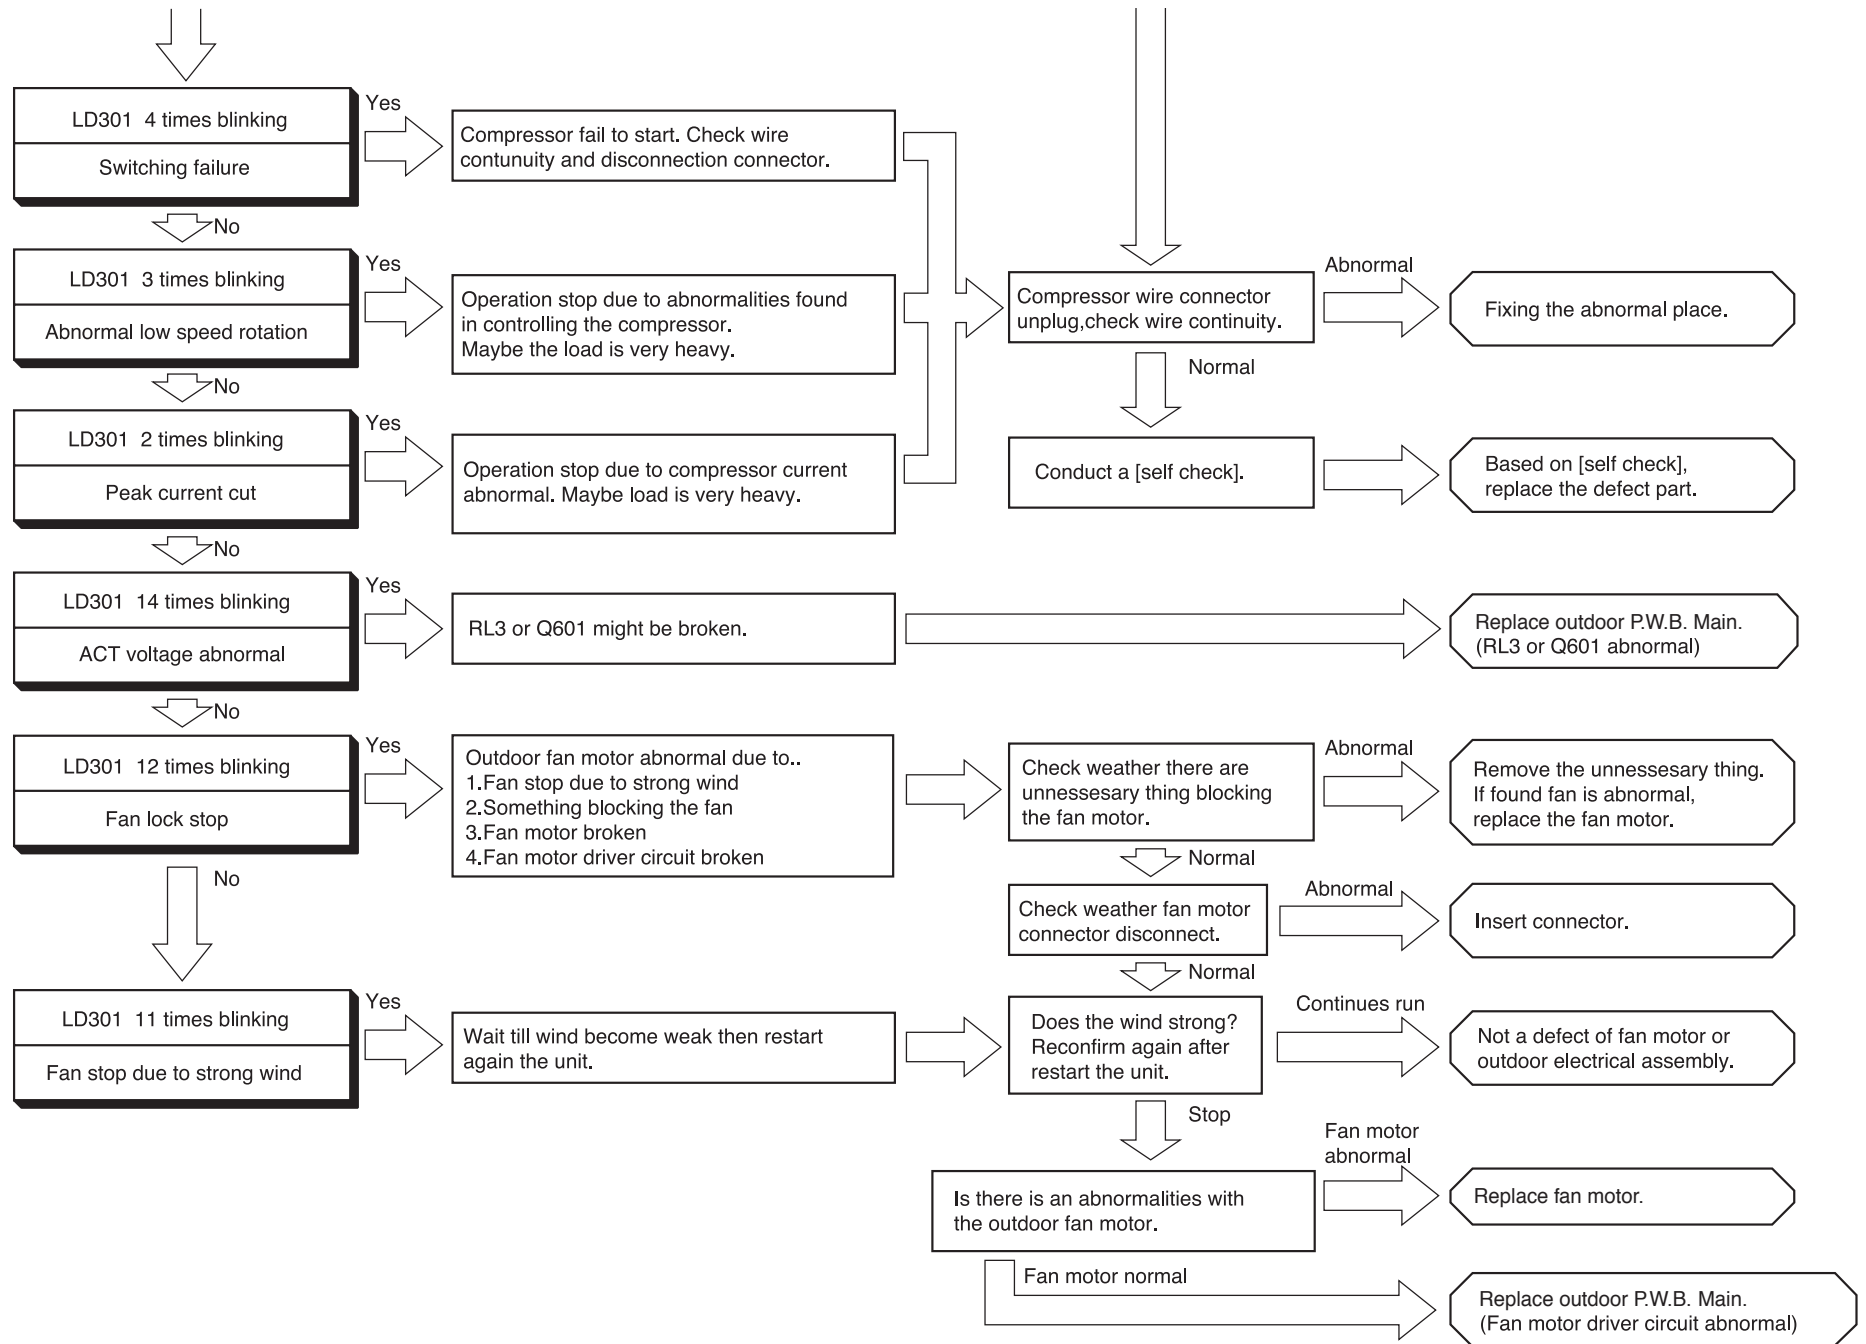 LD301 4 times blinking
Switching failure
Yes
Compressor fail to start. Check wire
contunuity and disconnection connector.
No
LD301 3 times blinking
Abnormal low speed rotation
Yes
Operation stop due to abnormalities found
in controlling the compressor.
Maybe the load is very heavy.
Compressor wire connector
unplug,check wire continuity.
Abnormal
Fixing the abnormal place.
Normal
No
LD301 2 times blinking
Peak current cut
Yes
Operation stop due to compressor current
abnormal. Maybe load is very heavy.
Conduct a [self check].
Based on [self check],
replace the defect part.
No
LD301 14 times blinking
ACT voltage abnormal
Yes
RL3 or Q601 might be broken.
Replace outdoor P.W.B. Main.
(RL3 or Q601 abnormal)
No
LD301 12 times blinking
Fan lock stop
Yes
Outdoor fan motor abnormal due to..
1.Fan stop due to strong wind
2.Something blocking the fan
3.Fan motor broken
4.Fan motor driver circuit broken
Check weather there are
unnessesary thing blocking
the fan motor.
Abnormal
Remove the unnessesary thing.
If found fan is abnormal,
replace the fan motor.
Normal
No
Check weather fan motor
connector disconnect.
Abnormal
Insert connector.
Normal
LD301 11 times blinking
Fan stop due to strong wind
Yes
Wait till wind become weak then restart
again the unit.
Does the wind strong?
Reconfirm again after
restart the unit.
Continues run
Not a defect of fan motor or
outdoor electrical assembly.
Stop
Is there is an abnormalities with
the outdoor fan motor.
Fan motor
abnormal
Replace fan motor.
Fan motor normal
Replace outdoor P.W.B. Main.
(Fan motor driver circuit abnormal)